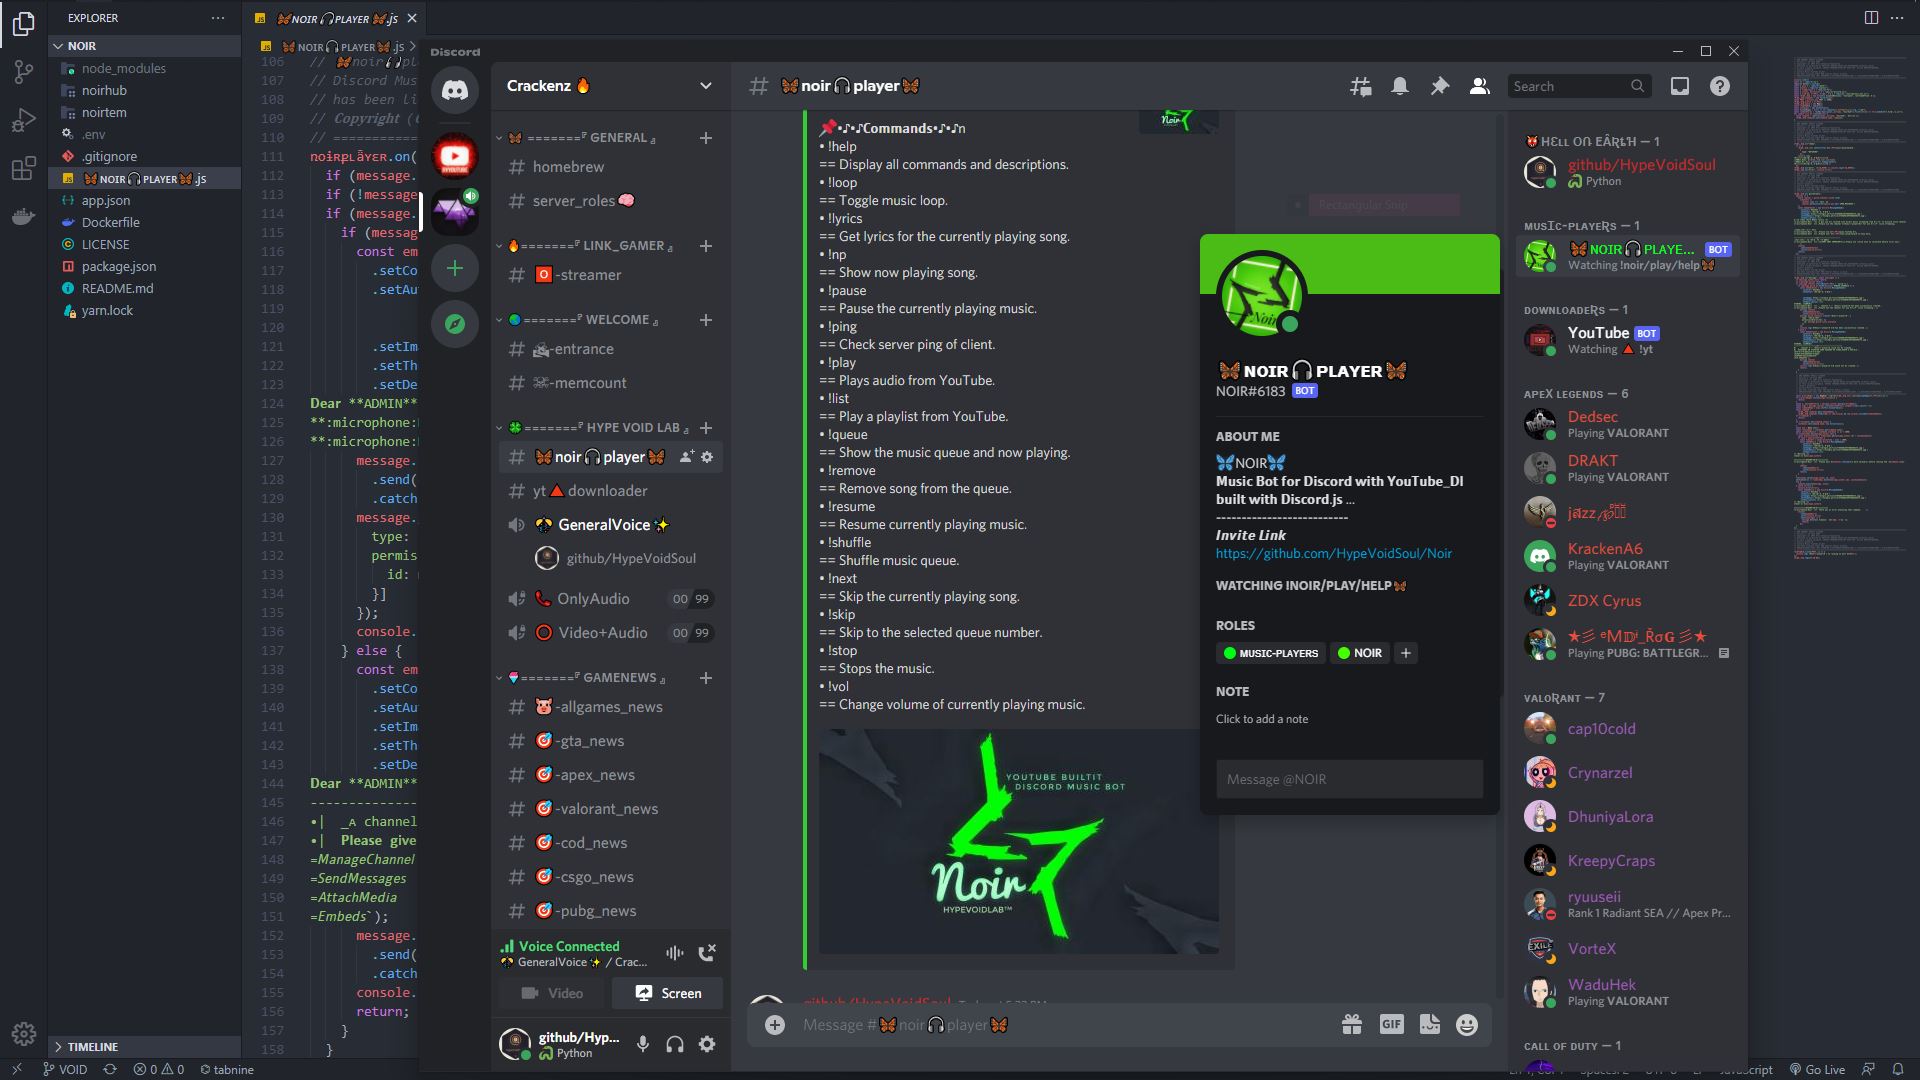 EXPLORER
NOIR
node_modules
noirhub
noirtem
.env
.gitignore
🦋NOIR🎧PLAYER🦋.js
app.json
Dockerfile
LICENSE
package.json
README.md
yarn.lock
TIMELINE
VOID
0 0
tabnine
🦋NOIR🎧PLAYER🦋.js
🦋NOIR🎧PLAYER🦋.js
106
107 // Discord Mus
108 // has been li
109 // Copyright (
110 // ============
111 .on(
112 if (message.
113 if (!message
114 if (message.
115 if (messag
116 const em
117 .setCo
118 .setAu
119
120
121 .setIm
122 .setTh
123 .setDe
124 Dear **ADMIN**
125 **:microphone:
126 **:microphone:
127 message.
128 .send(
129 .catch
130 message.
131 type:
132 permis
133 id:
134 }]
135 });
136 console.
137 } else {
138 const em
139 .setCo
140 .setAu
141 .setIm
142 .setTh
143 .setDe
144 Dear **ADMIN**
145 --------------
146 •| _A channel
147 •| Please give
148 =ManageChannel
149 =SendMessages
150 =AttachMedia
151 =Embeds`);
152 message.
153 .send(
154 .catch
155 console.
156 return;
157 }
158 }
Discord
Crackenz 🔥
🦋 =======『 GENERAL 』
homebrew
server_roles🧠
🔥=======『 LINK_GAMER 』
🅾-streamer
=======『 WELCOME 』
-entrance
-memcount
🍀=======『 HYPE VOID LAB 』
🦋noir🎧player🦋
yt🔺downloader
GeneralVoice✨
github/HypeVoidSoul
📞OnlyAudio 00 99
⭕Video+Audio 00 99
=======『 GAMENEWS 』
🐷-allgames_news
🎯-gta_news
🎯-apex_news
🎯-valorant_news
🎯-cod_news
🎯-csgo_news
🎯-pubg_news
Voice Connected
GeneralVoice✨ / Crac...
Video Screen
github/Hyp...
Python
🦋noir🎧player🦋
Search
📌•♪•♪Commands•♪•♪n
• !help
== Display all commands and descriptions.
• !loop
== Toggle music loop.
• !lyrics
== Get lyrics for the currently playing song.
• !np
== Show now playing song.
• !pause
== Pause the currently playing music.
• !ping
== Check server ping of client.
• !play
== Plays audio from YouTube.
• !list
== Play a playlist from YouTube.
• !queue
== Show the music queue and now playing.
• !remove
== Remove song from the queue.
• !resume
== Resume currently playing music.
• !shuffle
== Shuffle music queue.
• !next
== Skip the currently playing song.
• !skip
== Skip to the selected queue number.
• !stop
== Stops the music.
• !vol
== Change volume of currently playing music.
Noir
Rectangular Snip
YOUTUBE BUILTIT
DISCORD MUSIC BOT
Noir
HYPEVOIDLAB™
github/HypeVoidSoul
Message #🦋noir🎧player🦋
GIF
Noir
🦋NOIR🎧PLAYER🦋
NOIR#6183 BOT
ABOUT ME
🦋NOIR🦋
Music Bot for Discord with YouTube_Dl
built with Discord.js ...
-------------------------
Invite Link
https://github.com/HypeVoidSoul/Noir
WATCHING !NOIR/PLAY/HELP🦋
ROLES
MUSIC-PLAYERS NOIR +
NOTE
Click to add a note
Message @NOIR
— 1
github/HypeVoidSoul
Python
MUSIC-PLAYERS — 1
🦋NOIR🎧PLAYE... BOT
Watching !noir/play/help🦋
DOWNLOADERS — 1
YouTube BOT
Watching 🔺 !yt
APEX LEGENDS — 6
Dedsec
Playing VALORANT
DRAKT
Playing VALORANT
KrackenA6
Playing VALORANT
ZDX Cyrus
Playing PUBG: BATTLEGR...
VALORANT — 7
cap10cold
Crynarzel
DhuniyaLora
KreepyCraps
ryuuseii
Rank 1 Radiant SEA // Apex Pr...
VorteX
WaduHek
Playing VALORANT
CALL OF DUTY — 1
Go Live